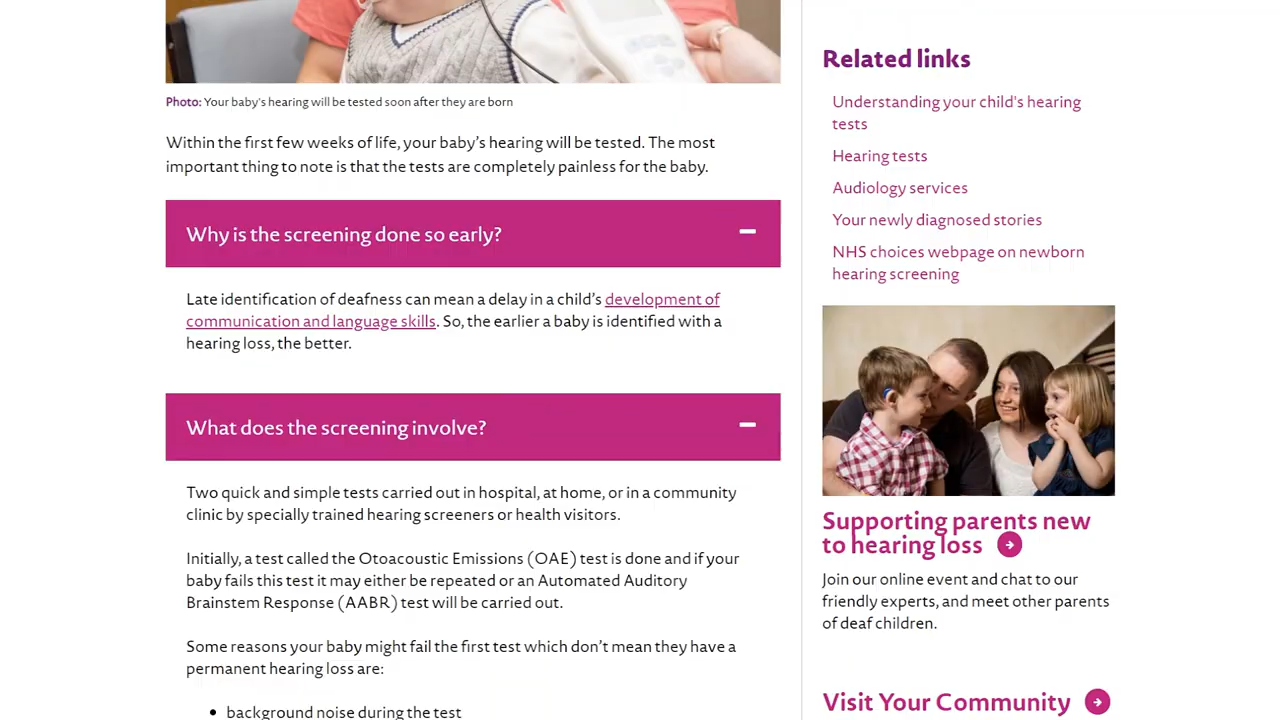 Photo: Your baby's hearing will be tested soon after they are born
Within the first few weeks of life, your baby’s hearing will be tested. The most
important thing to note is that the tests are completely painless for the baby.
Why is the screening done so early?
Late identification of deafness can mean a delay in a child’s development of
communication and language skills. So, the earlier a baby is identified with a
hearing loss, the better.
What does the screening involve?
Two quick and simple tests carried out in hospital, at home, or in a community
clinic by specially trained hearing screeners or health visitors.
Initially, a test called the Otoacoustic Emissions (OAE) test is done and if your
baby fails this test it may either be repeated or an Automated Auditory
Brainstem Response (AABR) test will be carried out.
Some reasons your baby might fail the first test which don’t mean they have a
permanent hearing loss are:
• background noise during the test
Related links
Understanding your child's hearing
tests
Hearing tests
Audiology services
Your newly diagnosed stories
NHS choices webpage on newborn
hearing screening
Supporting parents new
to hearing loss
Join our online event and chat to our
friendly experts, and meet other parents
of deaf children.
Visit Your Community